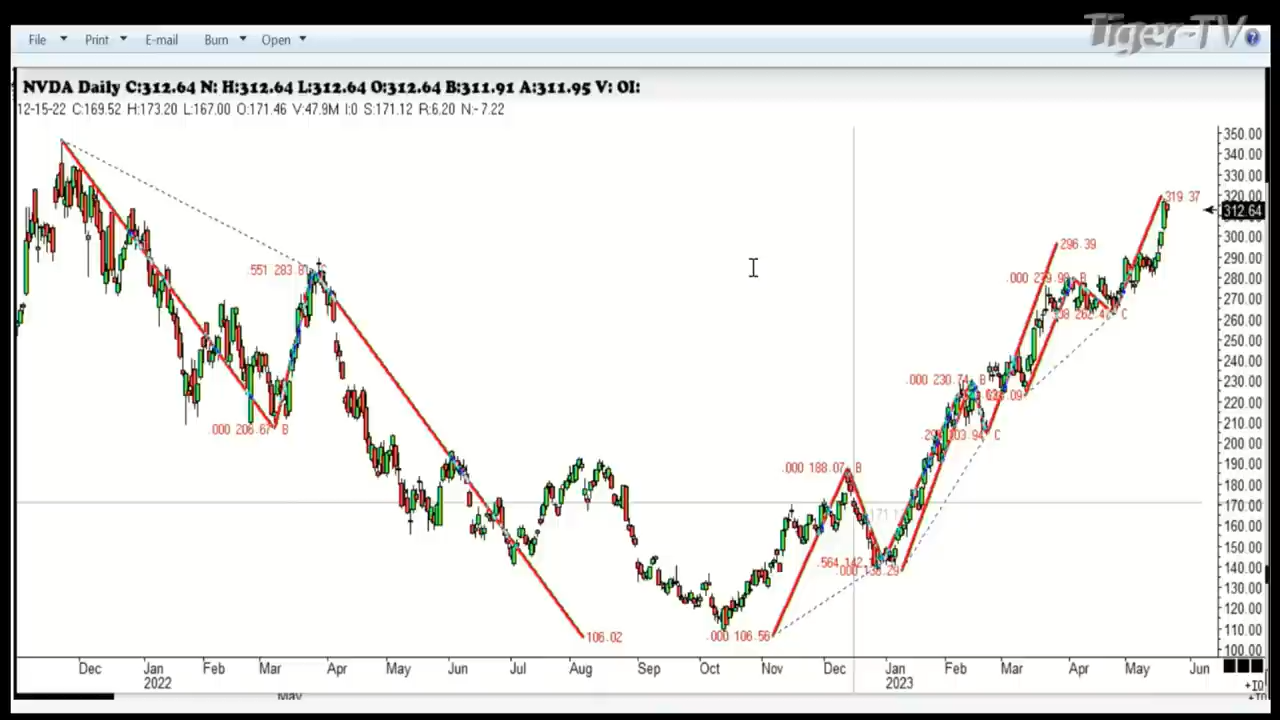 Tiger-TV
File Print E-mail Burn Open
NVDA Daily C:312.64 N: H:312.64 L:312.64 O:312.64 B:311.91 A:311.95 V: OI:
12-15-22 C:169.52 H:173.20 L:167.00 O:171.46 V:47.9M I:0 S:171.12 R:6.20 N:-7.22
350.00
340.00
330.00
320.00
319.37
312.64
300.00
296.39
290.00
.551 283.8
280.00
B
270.00
C
260.00
250.00
240.00
230.00
.000 230.74 B
220.00
210.00
.000 206.67 B
C
200.00
190.00
.000 188.07 B
180.00
170.00
160.00
150.00
140.00
130.00
120.00
110.00
106.02
.000 106.56
100.00
Dec Jan Feb Mar Apr May Jun Jul Aug Sep Oct Nov Dec Jan Feb Mar Apr May Jun
2022 2023
+ID
May